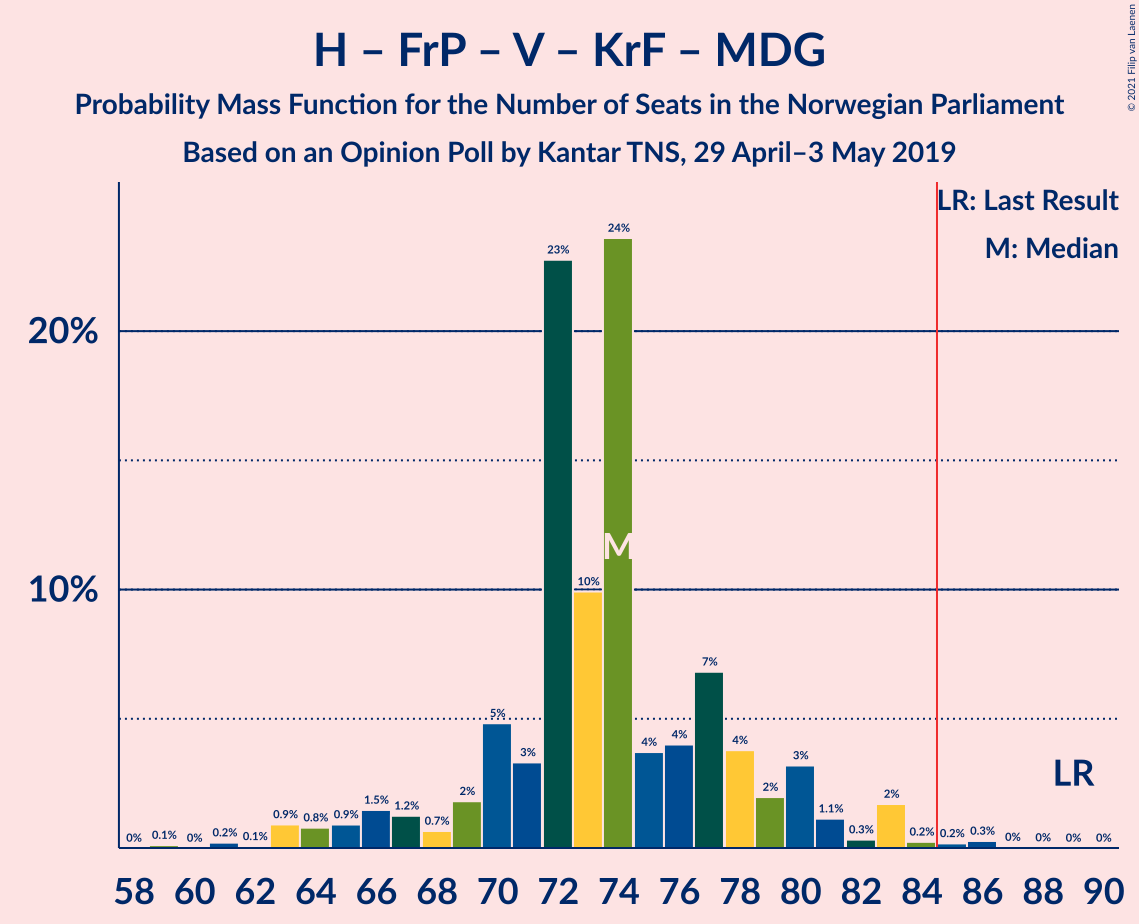 H – FrP – V – KrF – MDG
Probability Mass Function for the Number of Seats in the Norwegian Parliament
Based on an Opinion Poll by Kantar TNS, 29 April–3 May 2019
© 2021 Filip van Laenen
LR: Last Result
M: Median
20%
10%
0% 0.1% 0% 0.2% 0.1% 0.9% 0.8% 0.9% 1.5% 1.2% 0.7% 2% 5% 3% 23% 10% 24% 4% 4% 7% 4% 2% 3% 1.1% 0.3% 2% 0.2% 0.2% 0.3% 0% 0% 0% 0%
M
LR
58 60 62 64 66 68 70 72 74 76 78 80 82 84 86 88 90